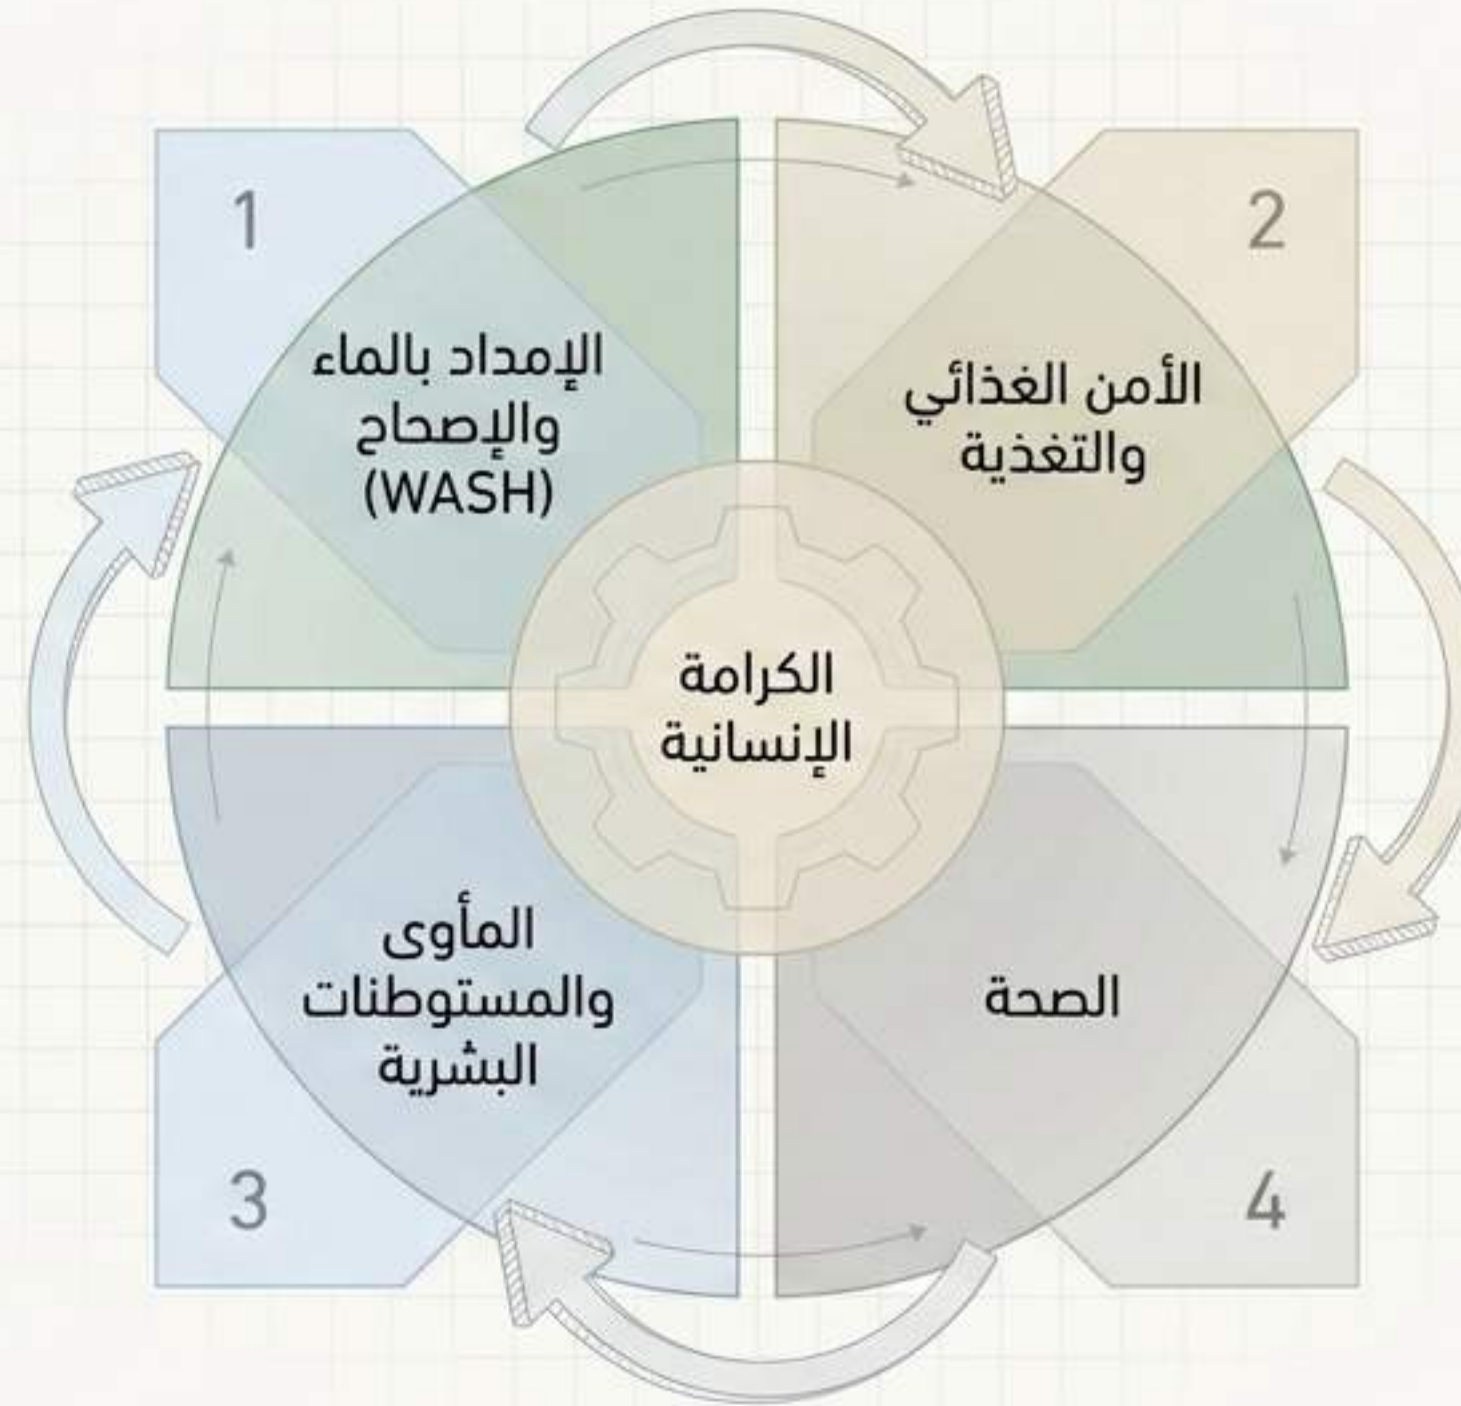 1
الإمداد بالماء
والإصحاح
(WASH)
2
الأمن الغذائي
والتغذية
الكرامة
الإنسانية
3
المأوى
والمستوطنات
البشرية
4
الصحة